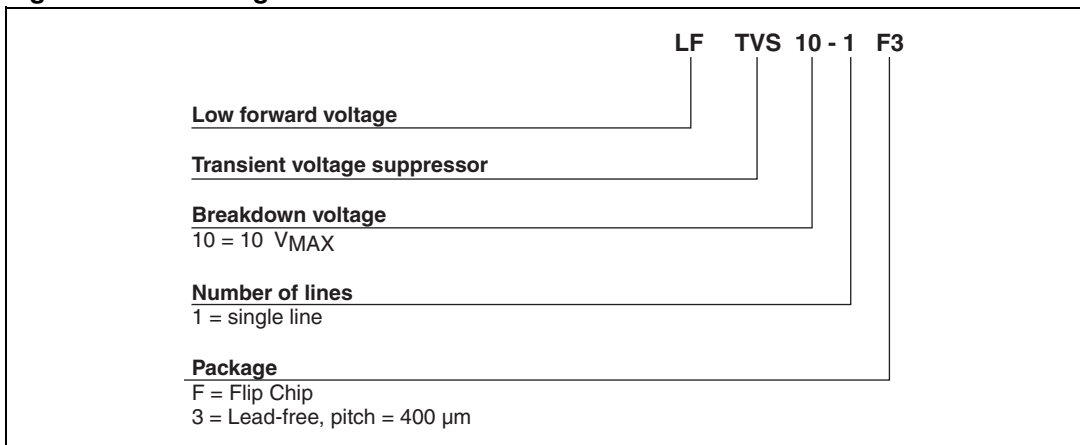 LF TVS 10 - 1 F3
Low forward voltage
Transient voltage suppressor
Breakdown voltage
10 = 10 VMAX
Number of lines
1 = single line
Package
F = Flip Chip
3 = Lead-free, pitch = 400 µm